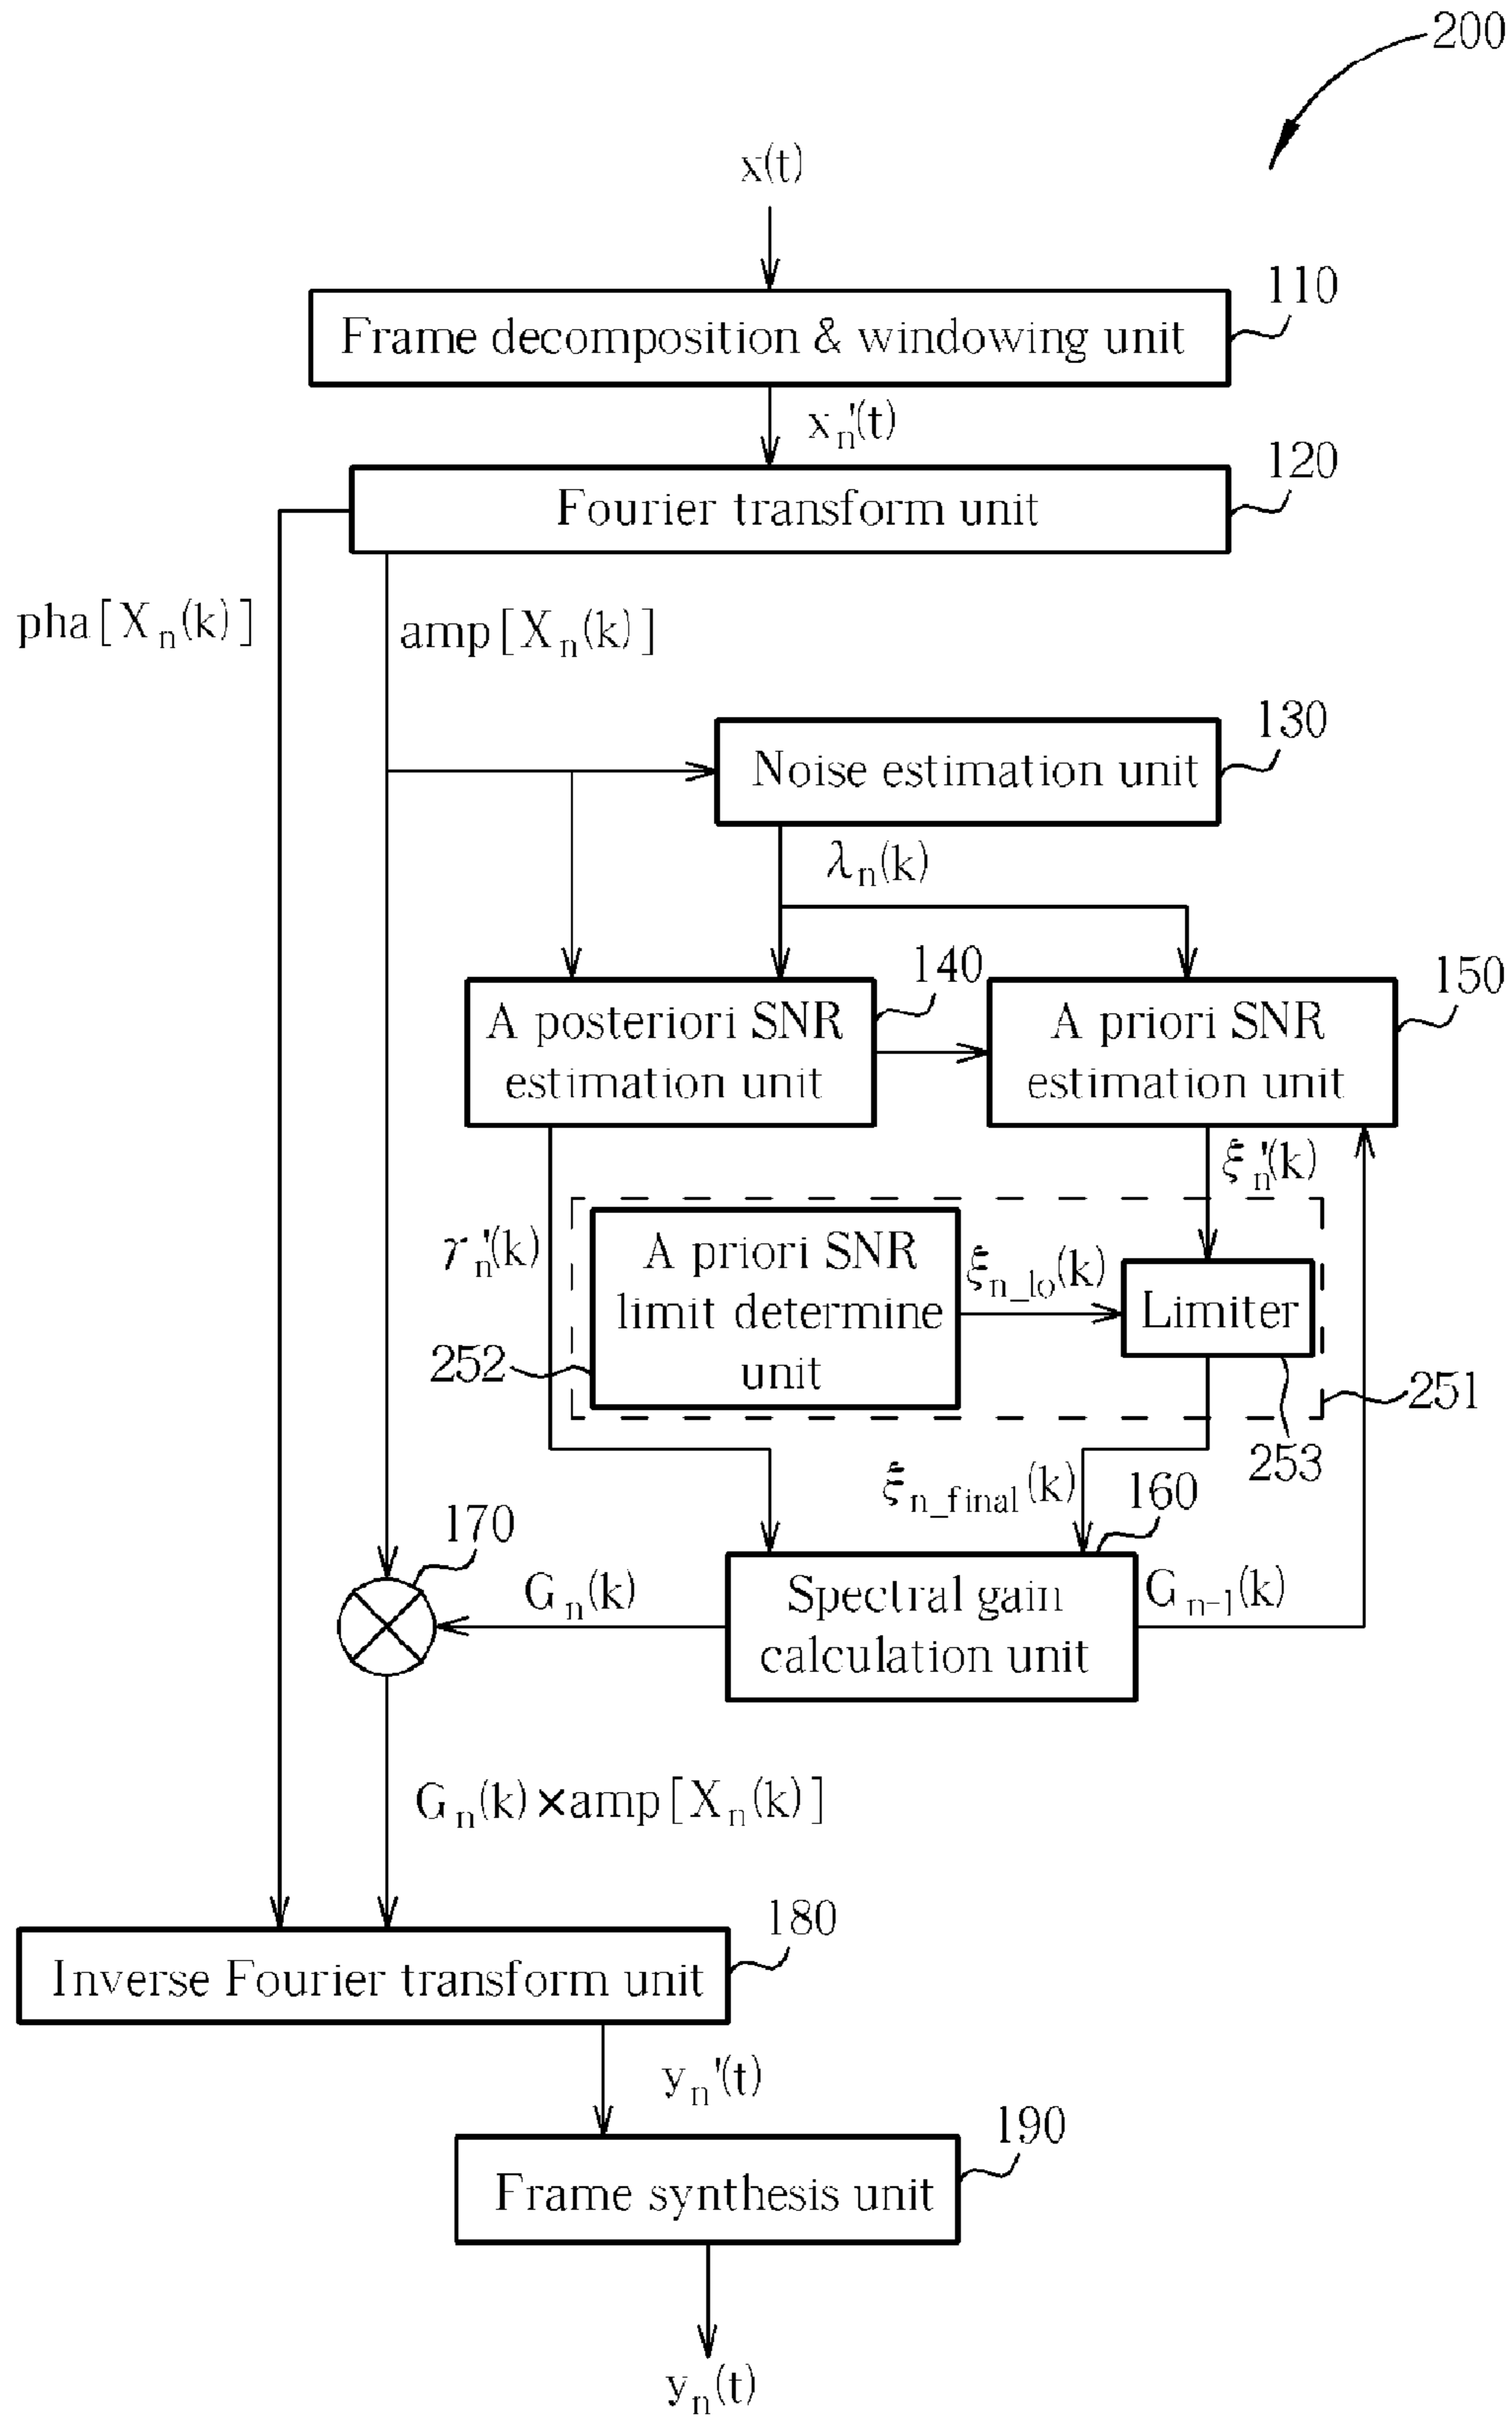 200
x(t)
110
Frame decomposition & windowing unit
xn'(t)
120
Fourier transform unit
pha[Xn(k)]
amp[Xn(k)]
130
Noise estimation unit
λn(k)
140
150
A posteriori SNR
estimation unit
A priori SNR
estimation unit
ξn'(k)
γn'(k)
A priori SNR
limit determine
unit
ξn_lo(k)
Limiter
252
251
253
ξn_final(k)
160
170
Gn(k)
Spectral gain
calculation unit
Gn-1(k)
Gn(k)×amp[Xn(k)]
180
Inverse Fourier transform unit
yn'(t)
190
Frame synthesis unit
yn(t)